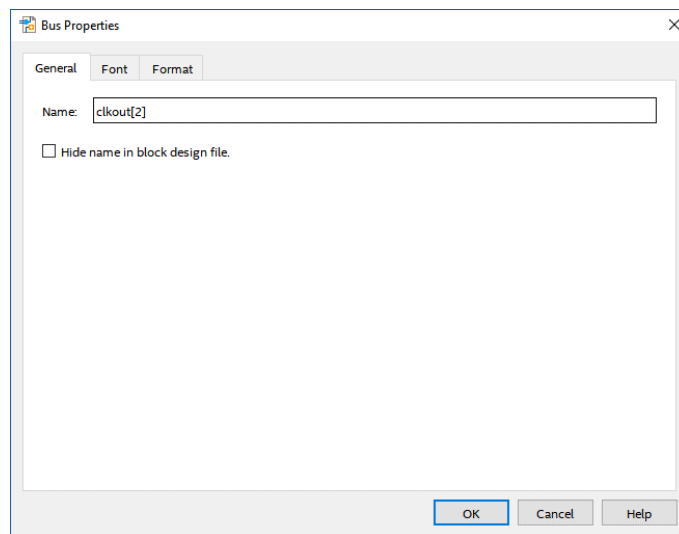 Bus Properties
General Font Format
Name: clkout[2]
Hide name in block design file.
OK Cancel Help